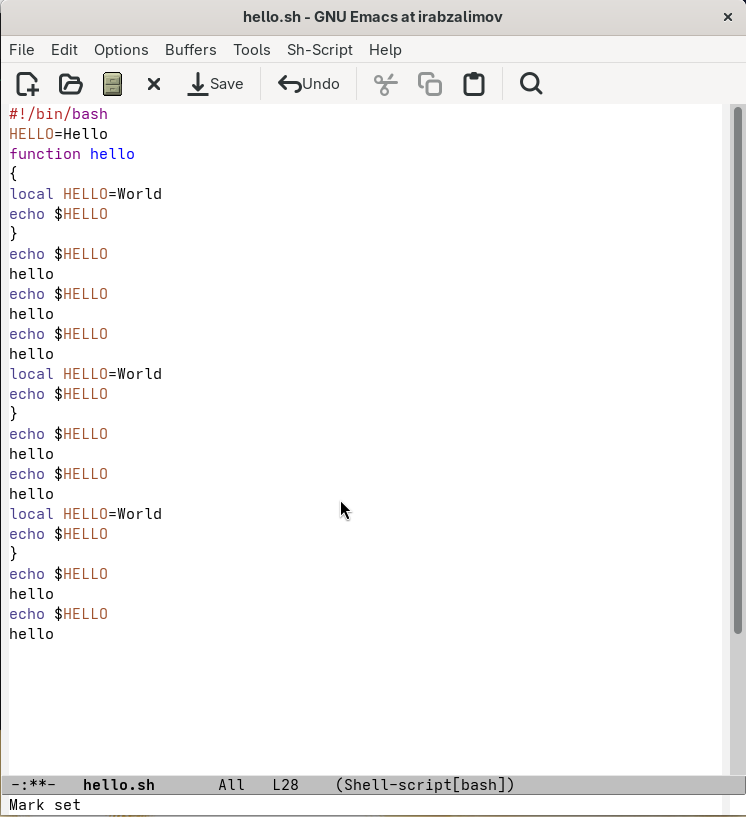 hello.sh - GNU Emacs at irabzalimov
File Edit Options Buffers Tools Sh-Script Help
Save Undo
#!/bin/bash
HELLO=Hello
function hello
{
local HELLO=World
echo $HELLO
}
echo $HELLO
hello
echo $HELLO
hello
echo $HELLO
hello
local HELLO=World
echo $HELLO
}
echo $HELLO
hello
echo $HELLO
hello
local HELLO=World
echo $HELLO
}
echo $HELLO
hello
echo $HELLO
hello
-:**- hello.sh All L28 (Shell-script[bash])
Mark set